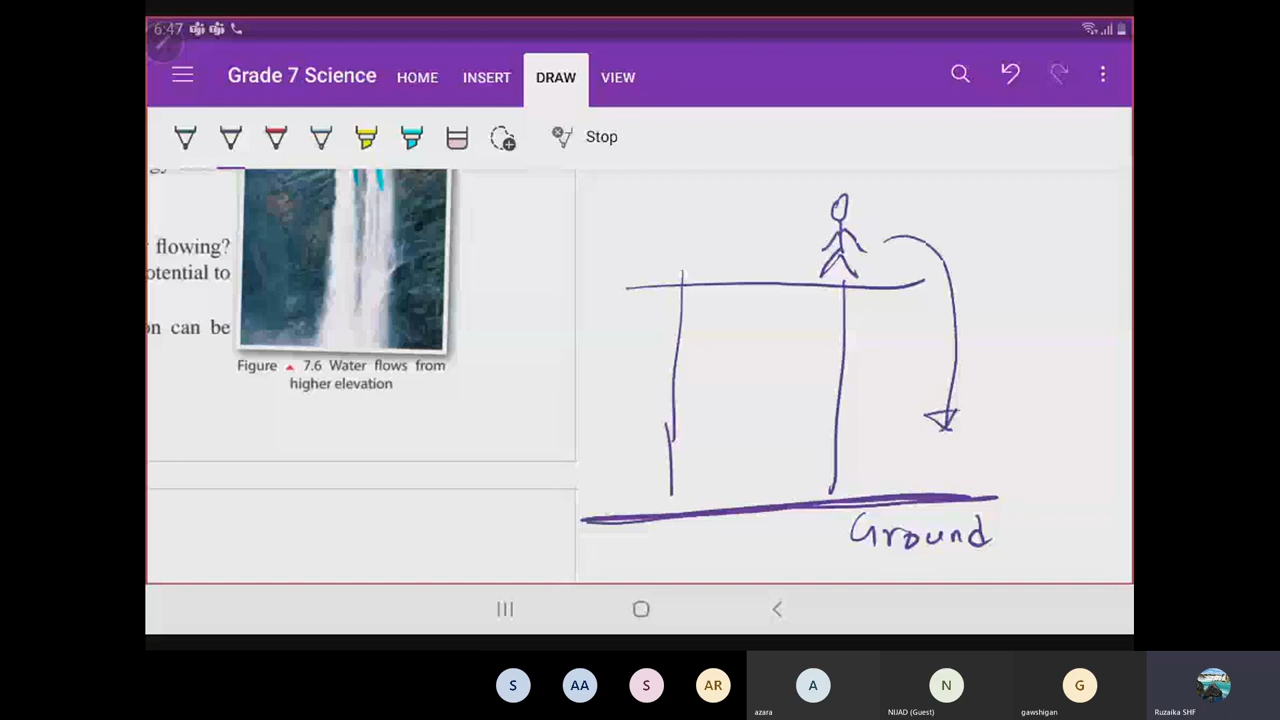 6:47
Grade 7 Science HOME INSERT DRAW VIEW
Stop
flowing?
otential to
on can be
Figure 7.6 Water flows from
higher elevation
Ground
S AA S AR A N G
azara NIJAD (Guest) gawshigan Ruzaika SHF